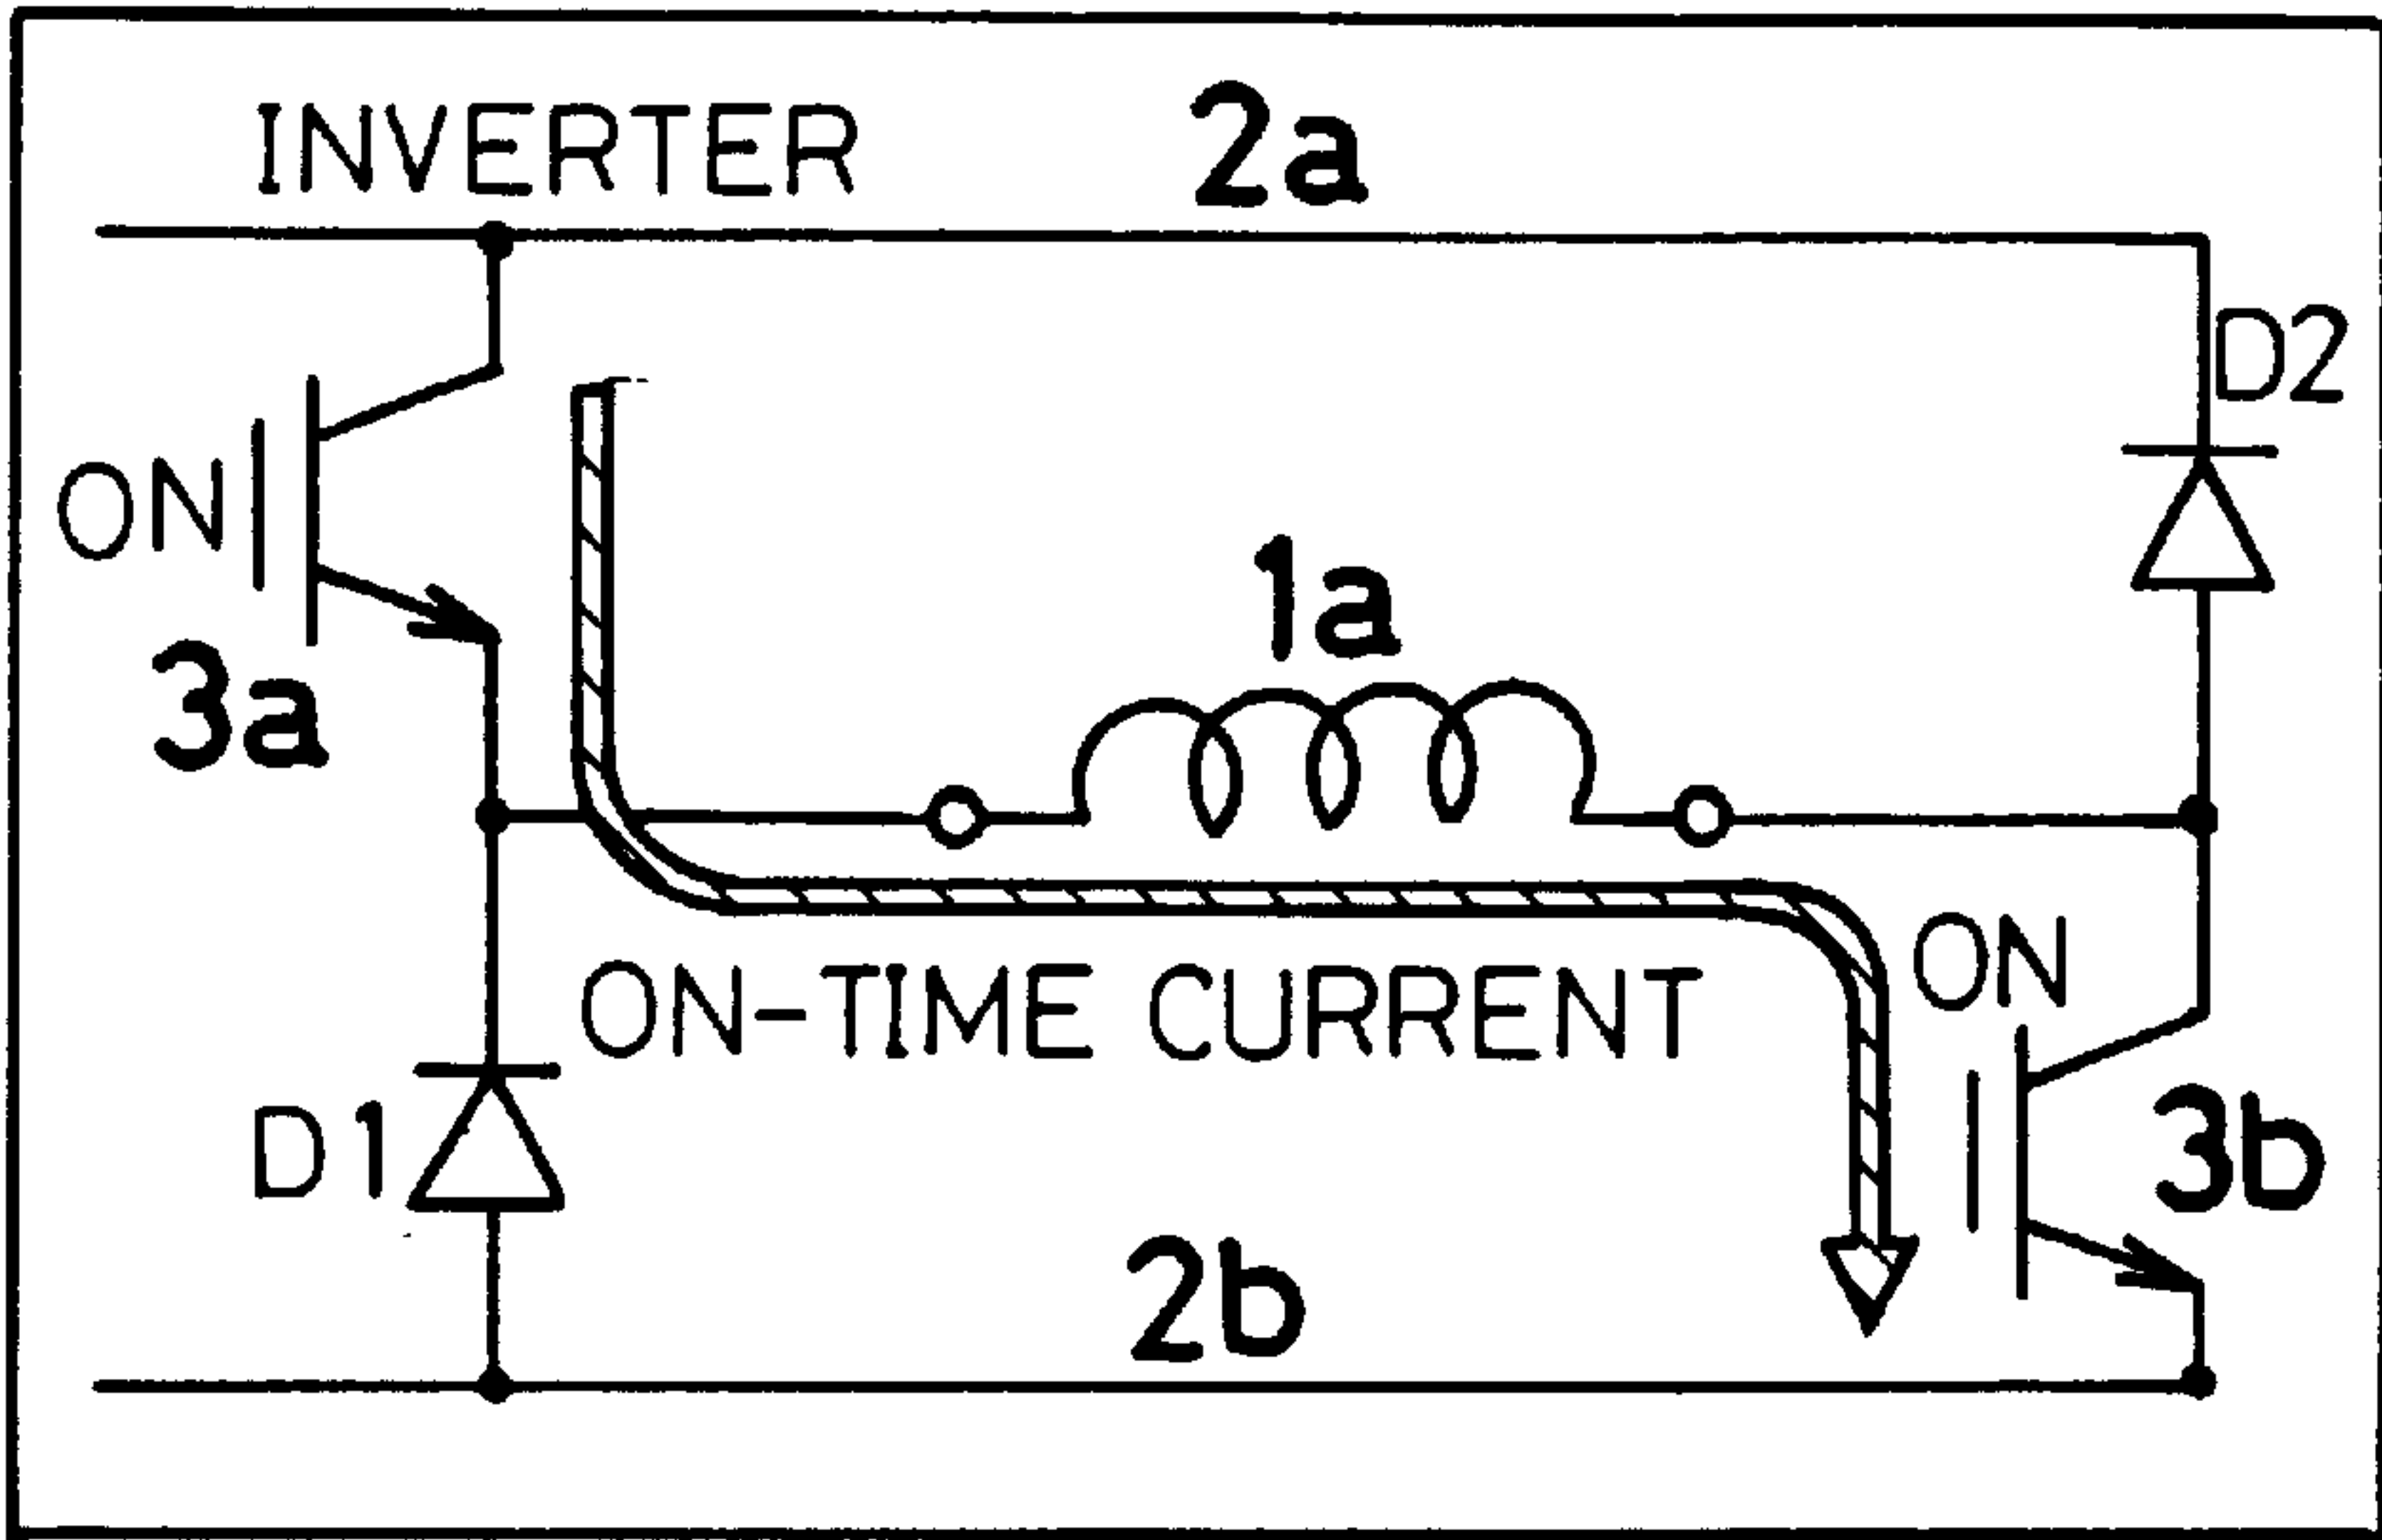 INVERTER
2a
D2
ON
1a
3a
ON
ON-TIME CURRENT
D1
3b
2b